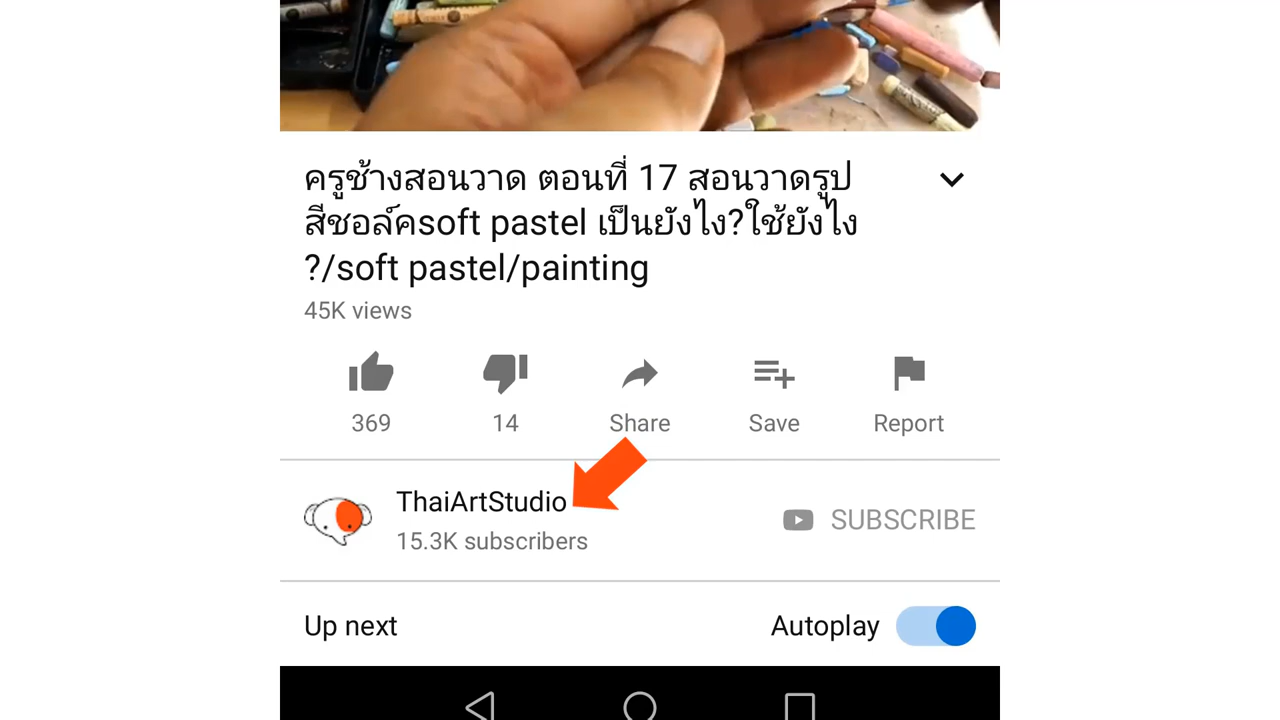 ครูช้างสอนวาด ตอนที่ 17 สอนวาดรูป
สีชอล์คsoft pastel เป็นยังไง?ใช้ยังไง
?/soft pastel/painting
45K views
369
14
Share
Save
Report
ThaiArtStudio
15.3K subscribers
SUBSCRIBE
Up next
Autoplay